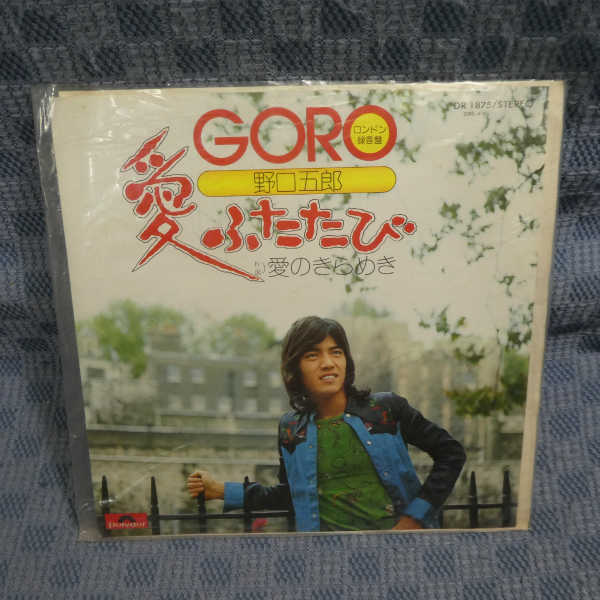 DR 1875/STEREO
GORO
ロンドン
録音盤
野口五郎
愛ふたたび
愛のきらめき
polydor